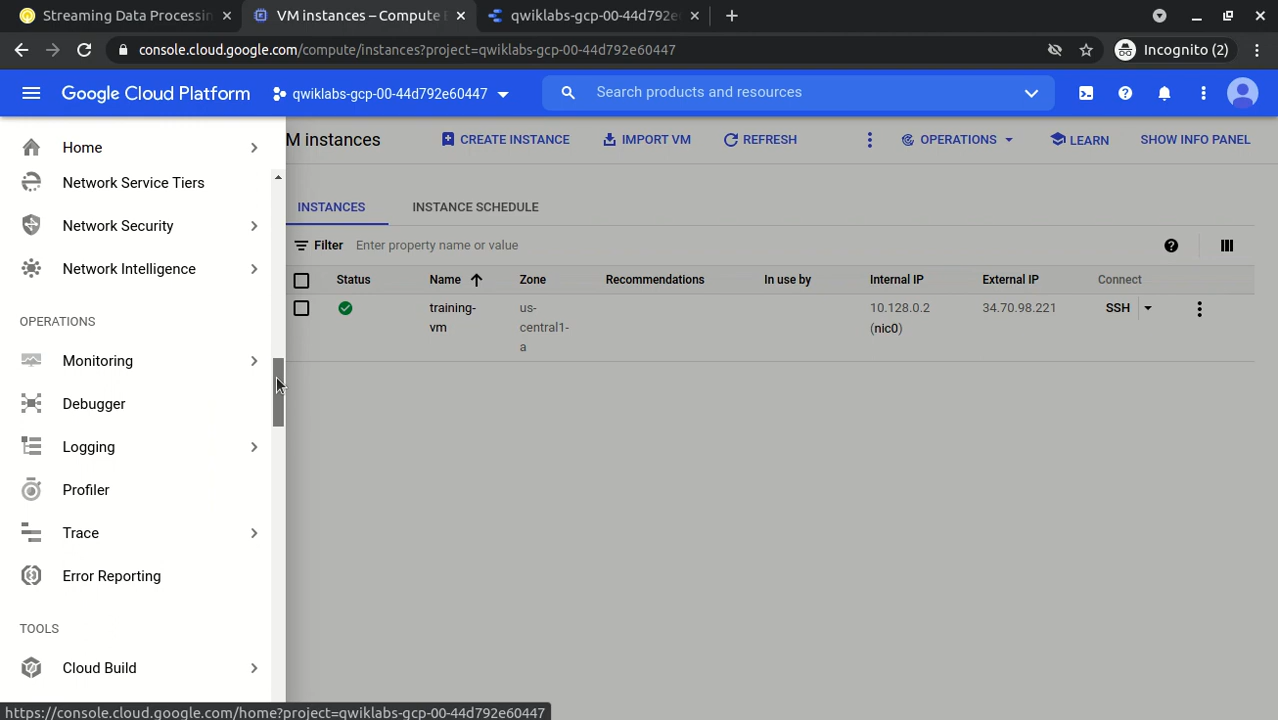 Streaming Data Processin
VM instances – Compute E
qwiklabs-gcp-00-44d792e
console.cloud.google.com/compute/instances?project=qwiklabs-gcp-00-44d792e60447
Incognito (2)
Google Cloud Platform
qwiklabs-gcp-00-44d792e60447
Search products and resources
Home
Network Service Tiers
Network Security
Network Intelligence
OPERATIONS
Monitoring
Debugger
Logging
Profiler
Trace
Error Reporting
TOOLS
Cloud Build
M instances
CREATE INSTANCE
IMPORT VM
REFRESH
OPERATIONS
LEARN
SHOW INFO PANEL
INSTANCES
INSTANCE SCHEDULE
Filter Enter property name or value
Status Name Zone Recommendations In use by Internal IP External IP Connect
training-
vm
us-
central1-
a
10.128.0.2
(nic0)
34.70.98.221
SSH
https://console.cloud.google.com/home?project=qwiklabs-gcp-00-44d792e60447